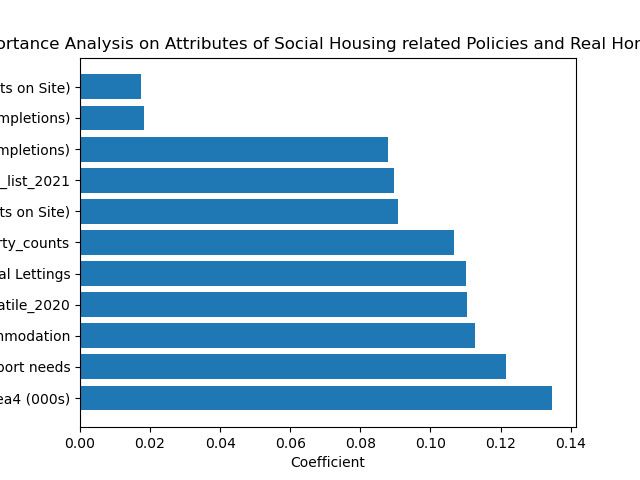 ortance Analysis on Attributes of Social Housing related Policies and Real Hor
ts on Site)
mpletions)
mpletions)
_list_2021
ts on Site)
rty_counts
al Lettings
atile_2020
nmodation
port needs
ea4 (000s)
0.00 0.02 0.04 0.06 0.08 0.10 0.12 0.14
Coefficient